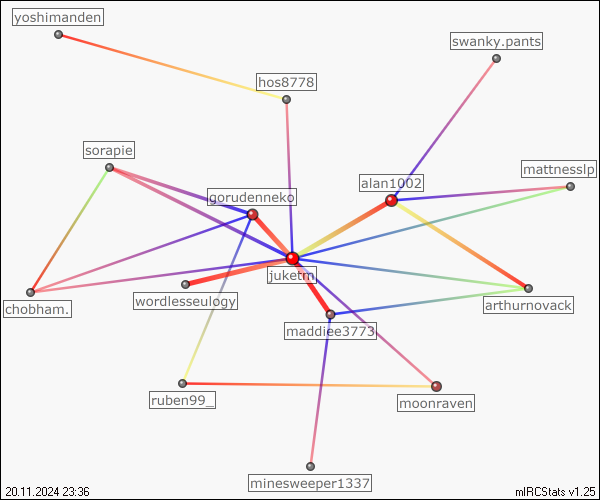 yoshimanden
swanky.pants
hos8778
sorapie
mattnesslp
alan1002
gorudenneko
juketm
wordlesseulogy
chobham.
arthurnovack
maddiee3773
ruben99_
moonraven
minesweeper1337
20.11.2024 23:36
mIRCStats v1.25